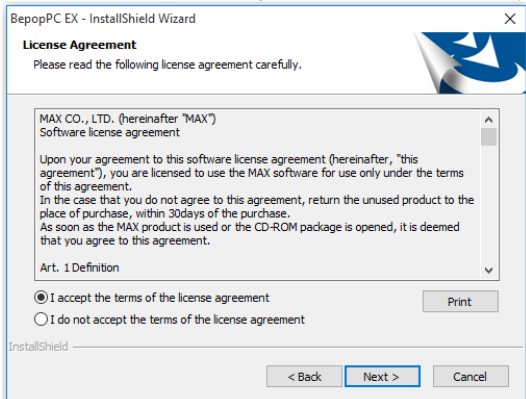 BepopPC EX - InstallShield Wizard
License Agreement
Please read the following license agreement carefully.
MAX CO., LTD. (hereinafter "MAX")
Software license agreement
Upon your agreement to this software license agreement (hereinafter, "this
agreement"), you are licensed to use the MAX software for use only under the terms
of this agreement.
In the case that you do not agree to this agreement, return the unused product to the
place of purchase, within 30days of the purchase.
As soon as the MAX product is used or the CD-ROM package is opened, it is deemed
that you agree to this agreement.
Art. 1 Definition
I accept the terms of the license agreement
Print
I do not accept the terms of the license agreement
InstallShield
< Back
Next >
Cancel